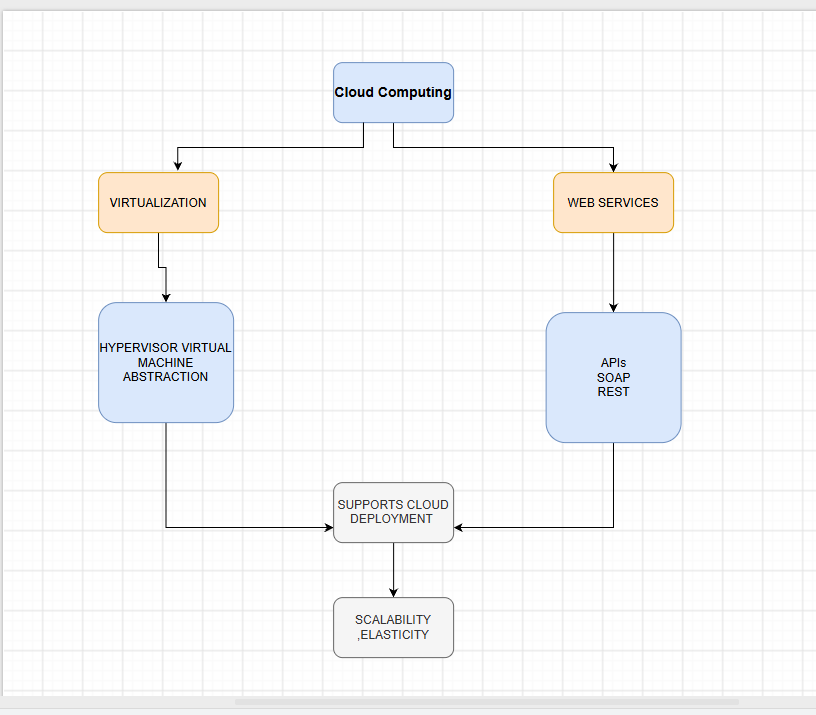 Cloud Computing
VIRTUALIZATION
WEB SERVICES
HYPERVISOR VIRTUAL
MACHINE
ABSTRACTION
APIs
SOAP
REST
SUPPORTS CLOUD
DEPLOYMENT
SCALABILITY
,ELASTICITY